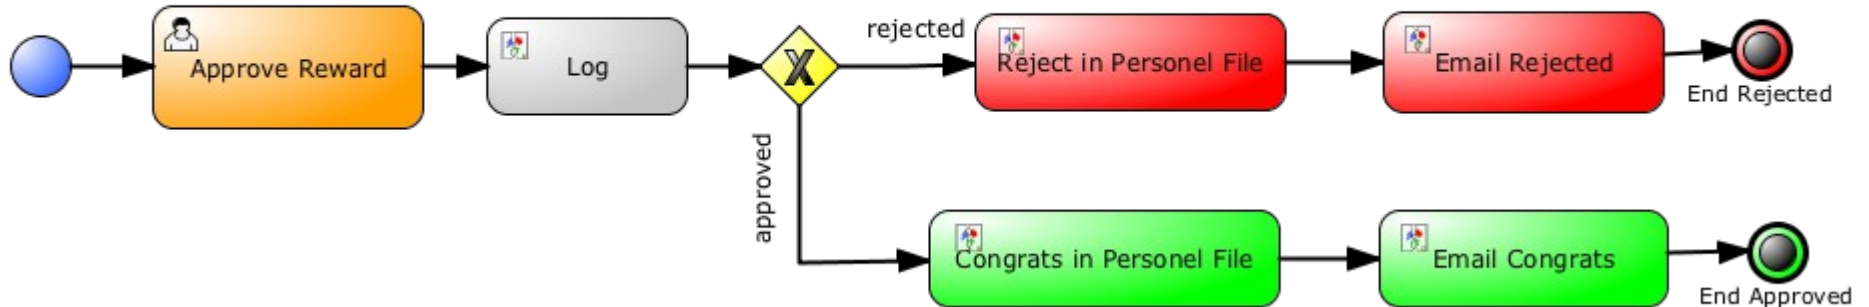 rejected
Approve Reward
Log
X
Reject in Personel File
Email Rejected
End Rejected
approved
Congrats in Personel File
Email Congrats
End Approved